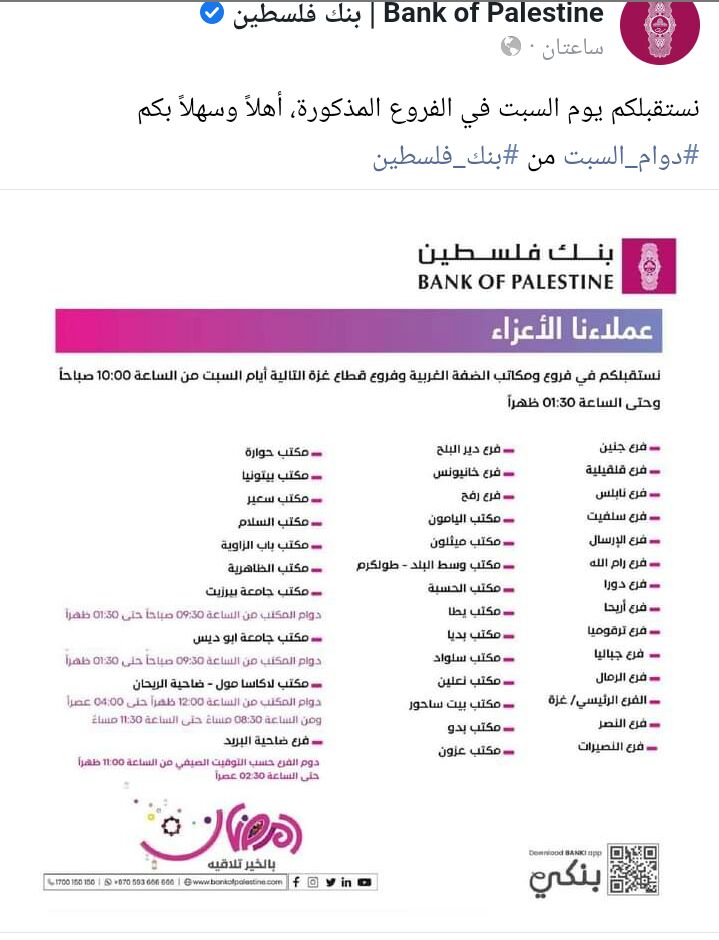 بنك فلسطين | Bank of Palestine
ساعتان ·
نستقبلكم يوم السبت في الفروع المذكورة، أهلاً وسهلاً بكم
#دوام_السبت من #بنك_فلسطين
بنك فلسطين
BANK OF PALESTINE
عملاءنا الأعزاء
نستقبلكم في فروع ومكاتب الضفة الغربية وفروع قطاع غزة التالية أيام السبت من الساعة 10:00 صباحاً
وحتى الساعة 01:30 ظهراً
فرع جنين
فرع قلقيلية
فرع نابلس
فرع سلفيت
فرع الإرسال
فرع رام الله
فرع دورا
فرع أريحا
فرع ترقوميا
فرع جباليا
فرع الرمال
الفرع الرئيسي/ غزة
فرع النصر
فرع النصيرات
فرع دير البلح
فرع خانيونس
فرع رفح
مكتب اليامون
مكتب ميثلون
مكتب وسط البلد - طولكرم
مكتب الحسبة
مكتب يطا
مكتب بديا
مكتب سلواد
مكتب نعلين
مكتب بيت ساحور
مكتب بدو
مكتب عزون
مكتب حوارة
مكتب بيتونيا
مكتب سعير
مكتب السلام
مكتب باب الزاوية
مكتب الظاهرية
مكتب جامعة بيرزيت
دوام المكتب من الساعة 09:30 صباحاً حتى 01:30 ظهراً
مكتب جامعة ابو ديس
دوام المكتب من الساعة 09:30 صباحاً حتى 01:30 ظهراً
مكتب لاكاسا مول - ضاحية الريحان
دوام المكتب من الساعة 12:00 ظهراً حتى 04:00 عصراً
ومن الساعة 08:30 مساءً حتى الساعة 11:30 مساءً
فرع ضاحية البريد
دوم الفرع حسب التوقيت الصيفي من الساعة 11:00 ظهراً
حتى الساعة 02:30 عصراً
رمضان
بالخير تلاقيه
1700 150 150 | +970 593 666 666 | www.bankofpalestine.com
Download BANKI app
بنكي